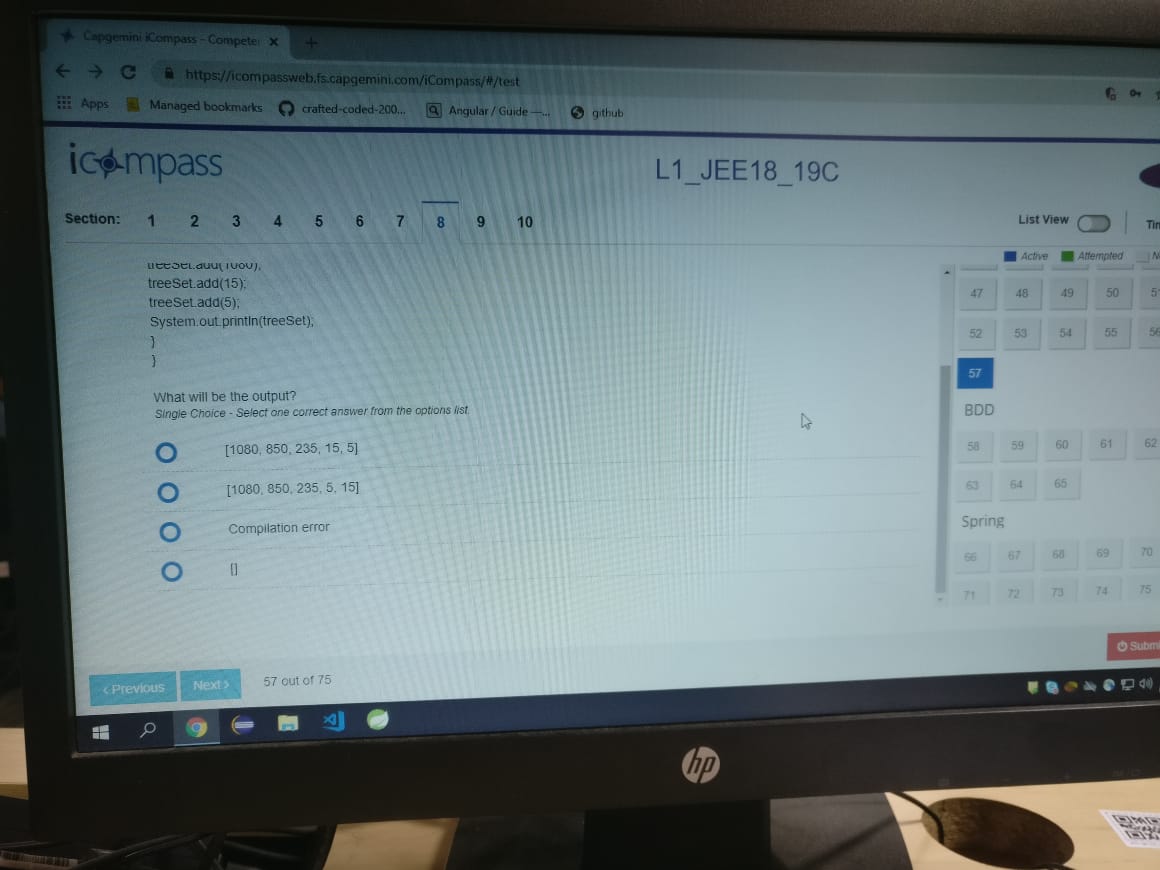 Capgemini iCompass - Competen
https://icompassweb.fs.capgemini.com/iCompass/#/test
Apps Managed bookmarks crafted-coded-200... Angular / Guide —... github
icompass
L1_JEE18_19C
Section: 1 2 3 4 5 6 7 8 9 10
List View
Tim
Active Attempted N
treeSet.add(1080);
treeSet.add(15);
treeSet.add(5);
System.out.println(treeSet);
}
}
What will be the output?
Single Choice - Select one correct answer from the options list.
[1080, 850, 235, 15, 5]
[1080, 850, 235, 5, 15]
Compilation error
[]
47 48 49 50 51
52 53 54 55 56
57
BDD
58 59 60 61 62
63 64 65
Spring
66 67 68 69 70
71 72 73 74 75
Submi
< Previous Next > 57 out of 75
hp